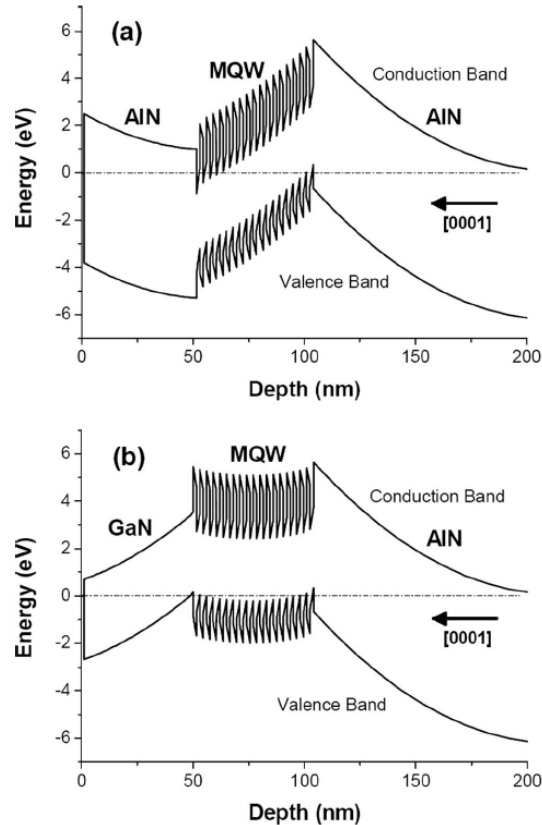 (a)
MQW
Conduction Band
AlN
AlN
[0001]
Valence Band
Energy (eV)
6
4
2
0
-2
-4
-6
0
50
100
150
200
Depth (nm)
(b)
MQW
Conduction Band
GaN
AlN
[0001]
Valence Band
Energy (eV)
6
4
2
0
-2
-4
-6
0
50
100
150
200
Depth (nm)